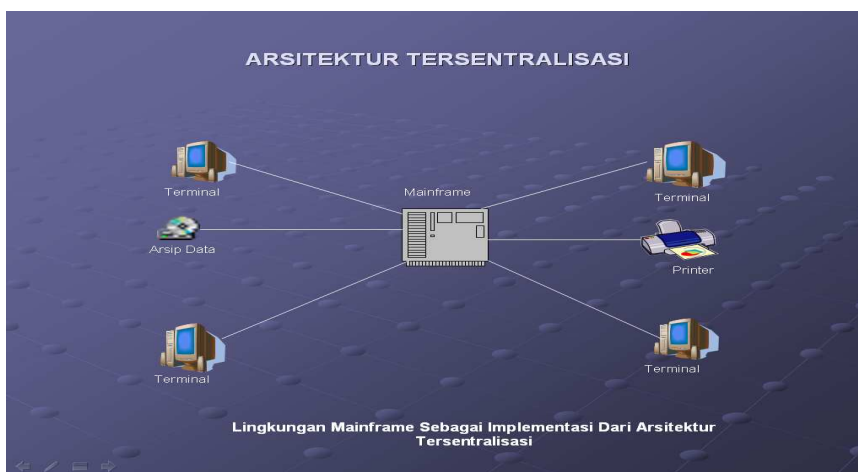 ARSITEKTUR TERSENTRALISASI
Terminal
Mainframe
Terminal
Arsip Data
Printer
Terminal
Terminal
Lingkungan Mainframe Sebagai Implementasi Dari Arsitektur
Tersentralisasi